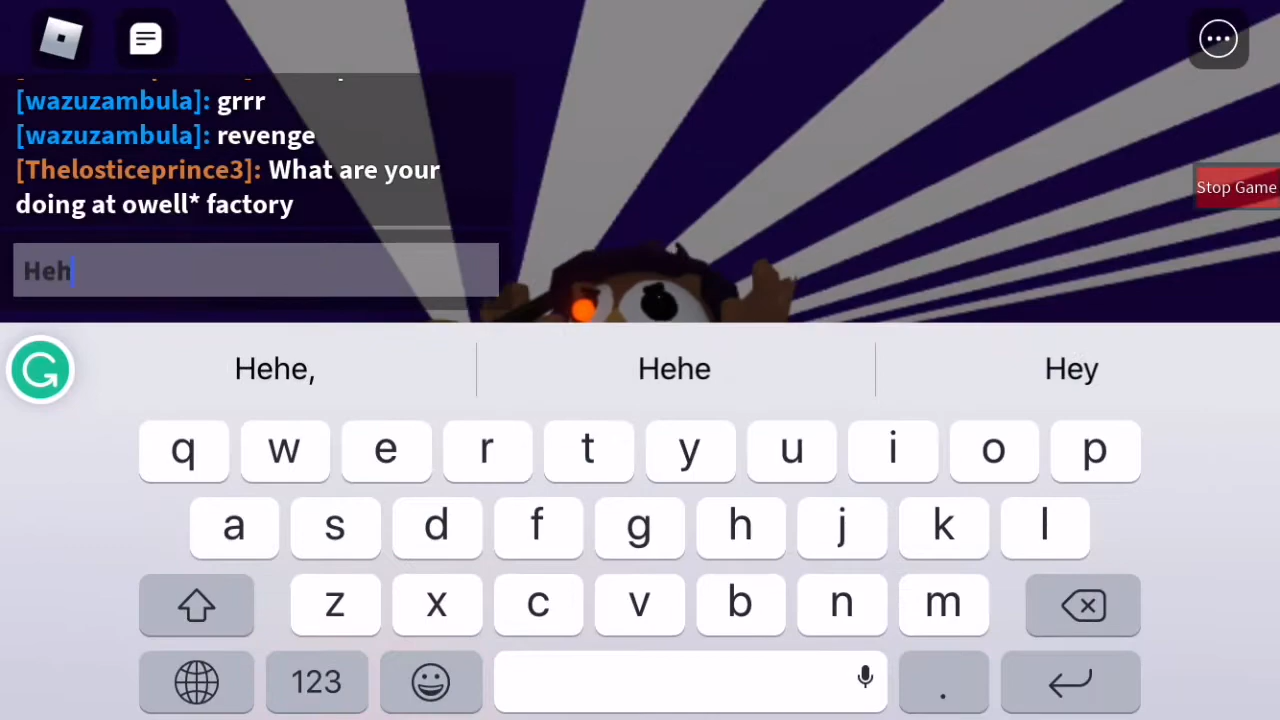 [wazuzambula]: grrr
[wazuzambula]: revenge
[Thelosticeprince3]: What are your
doing at owell* factory
Stop Game
Heh
Hehe, Hehe Hey
q w e r t y u i o p
a s d f g h j k l
z x c v b n m
123 .